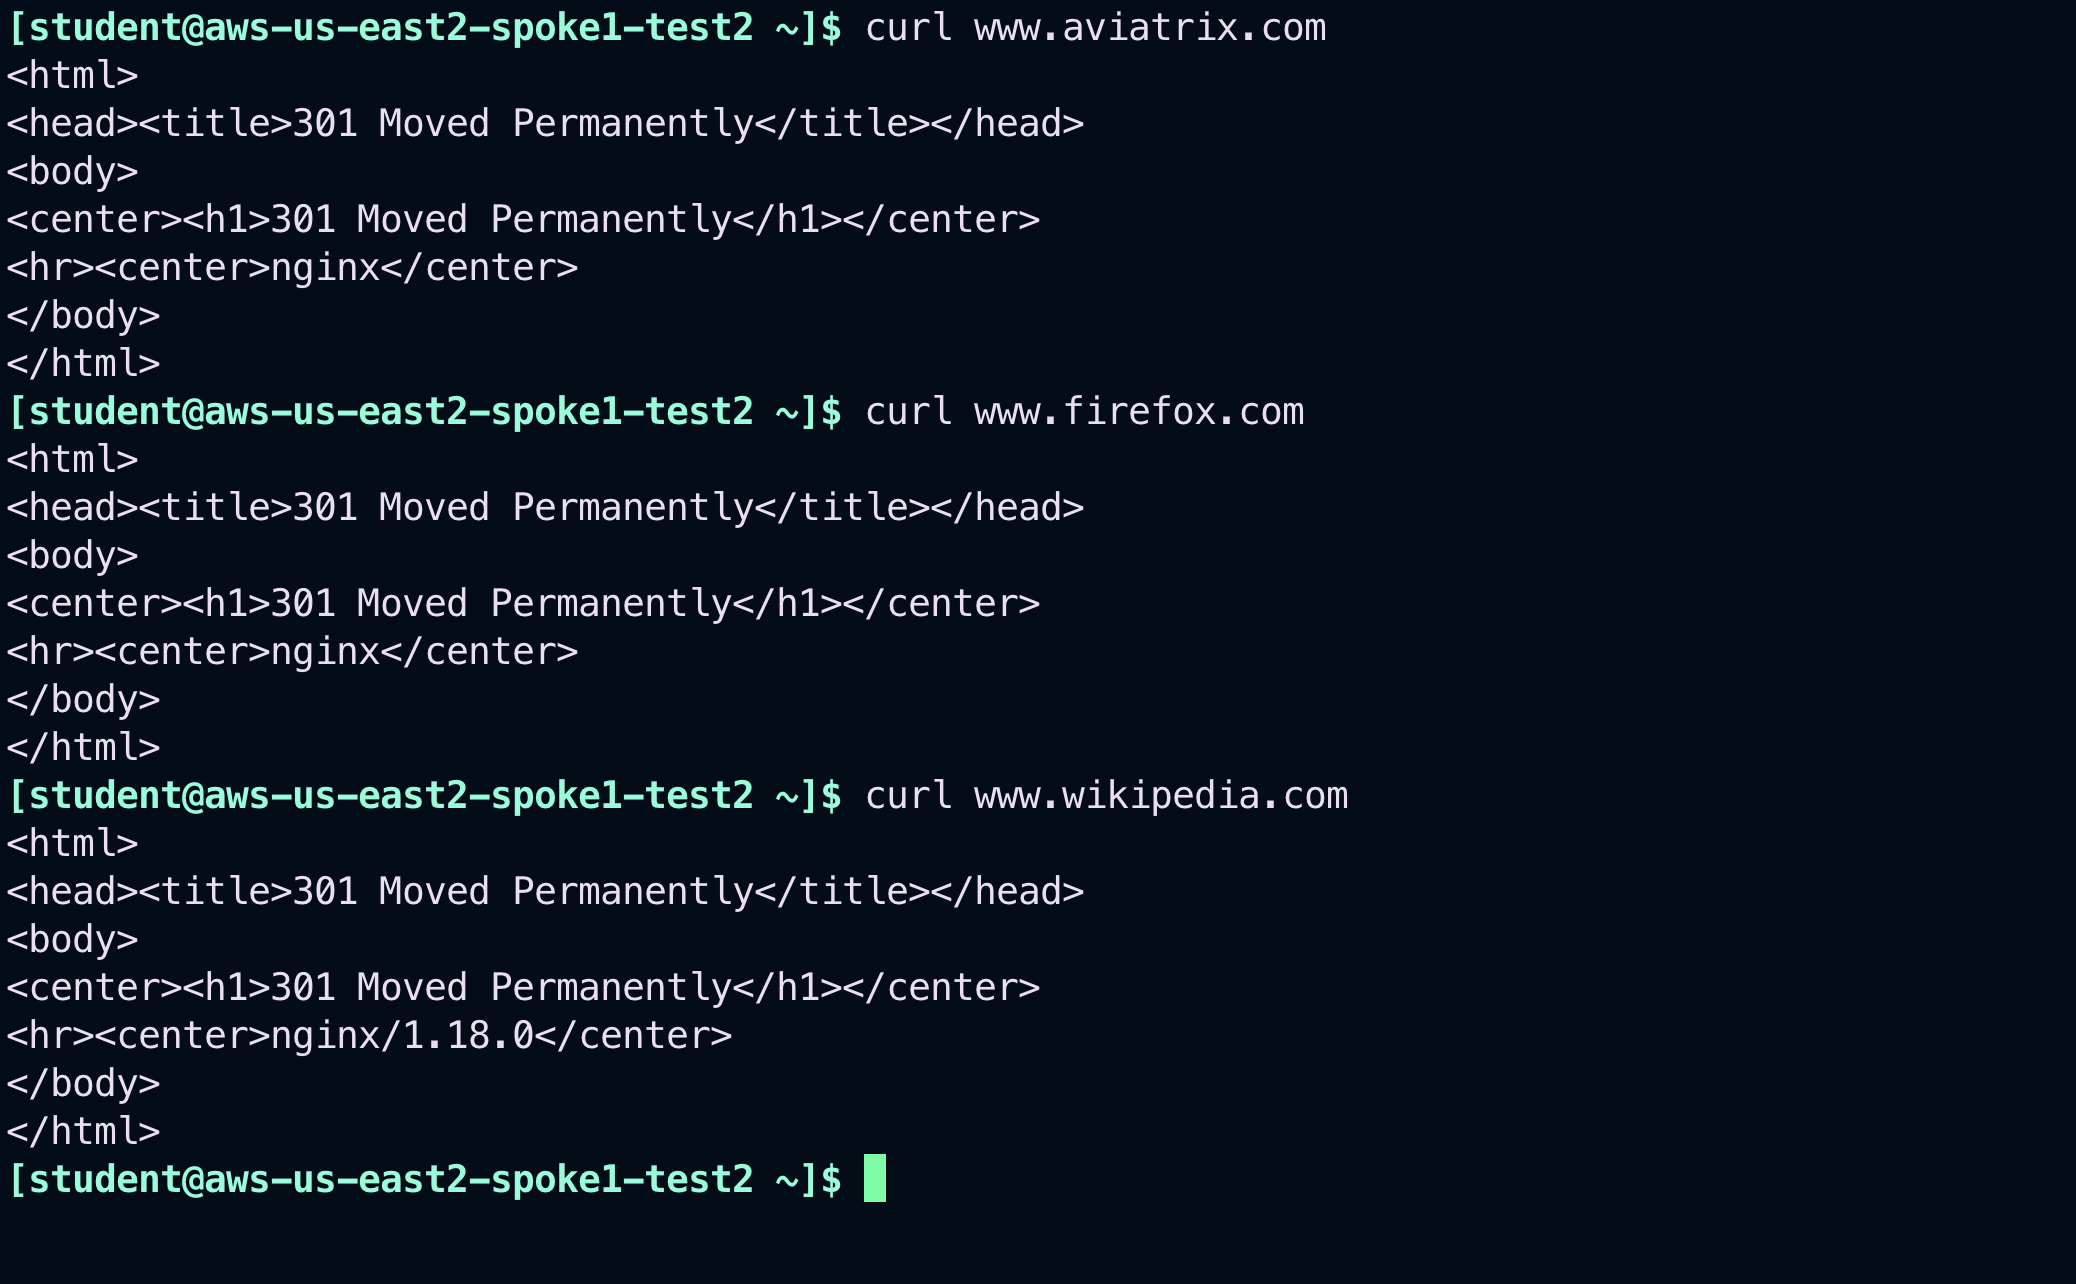 [student@aws-us-east2-spoke1-test2 ~]$ curl www.aviatrix.com
<html>
<head><title>301 Moved Permanently</title></head>
<body>
<center><h1>301 Moved Permanently</h1></center>
<hr><center>nginx</center>
</body>
</html>
[student@aws-us-east2-spoke1-test2 ~]$ curl www.firefox.com
<html>
<head><title>301 Moved Permanently</title></head>
<body>
<center><h1>301 Moved Permanently</h1></center>
<hr><center>nginx</center>
</body>
</html>
[student@aws-us-east2-spoke1-test2 ~]$ curl www.wikipedia.com
<html>
<head><title>301 Moved Permanently</title></head>
<body>
<center><h1>301 Moved Permanently</h1></center>
<hr><center>nginx/1.18.0</center>
</body>
</html>
[student@aws-us-east2-spoke1-test2 ~]$